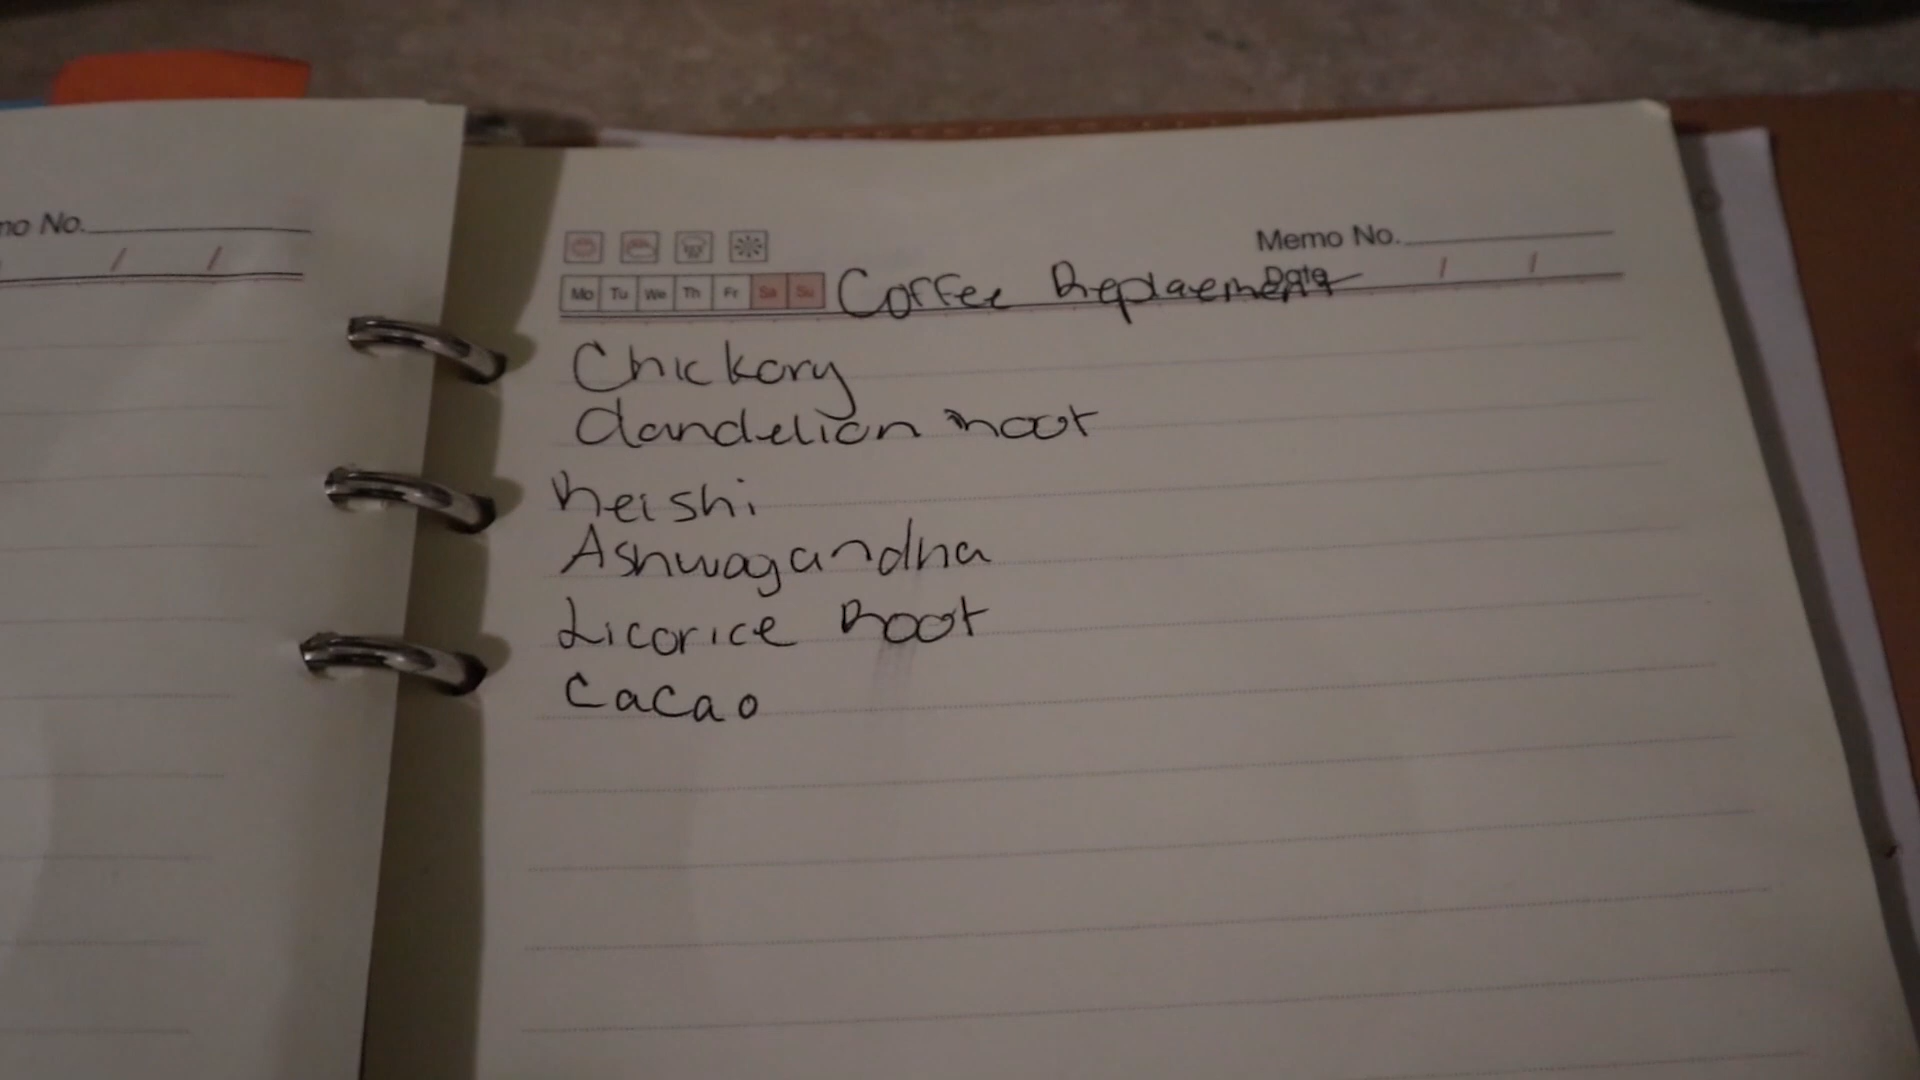 mo No.
/ /
Memo No.
Date / /
Mo Tu We Th Fr Sa Su
Coffee Replaement
Chickory
dandelion root
Reishi
Ashwagandha
Licorice Root
Cacao